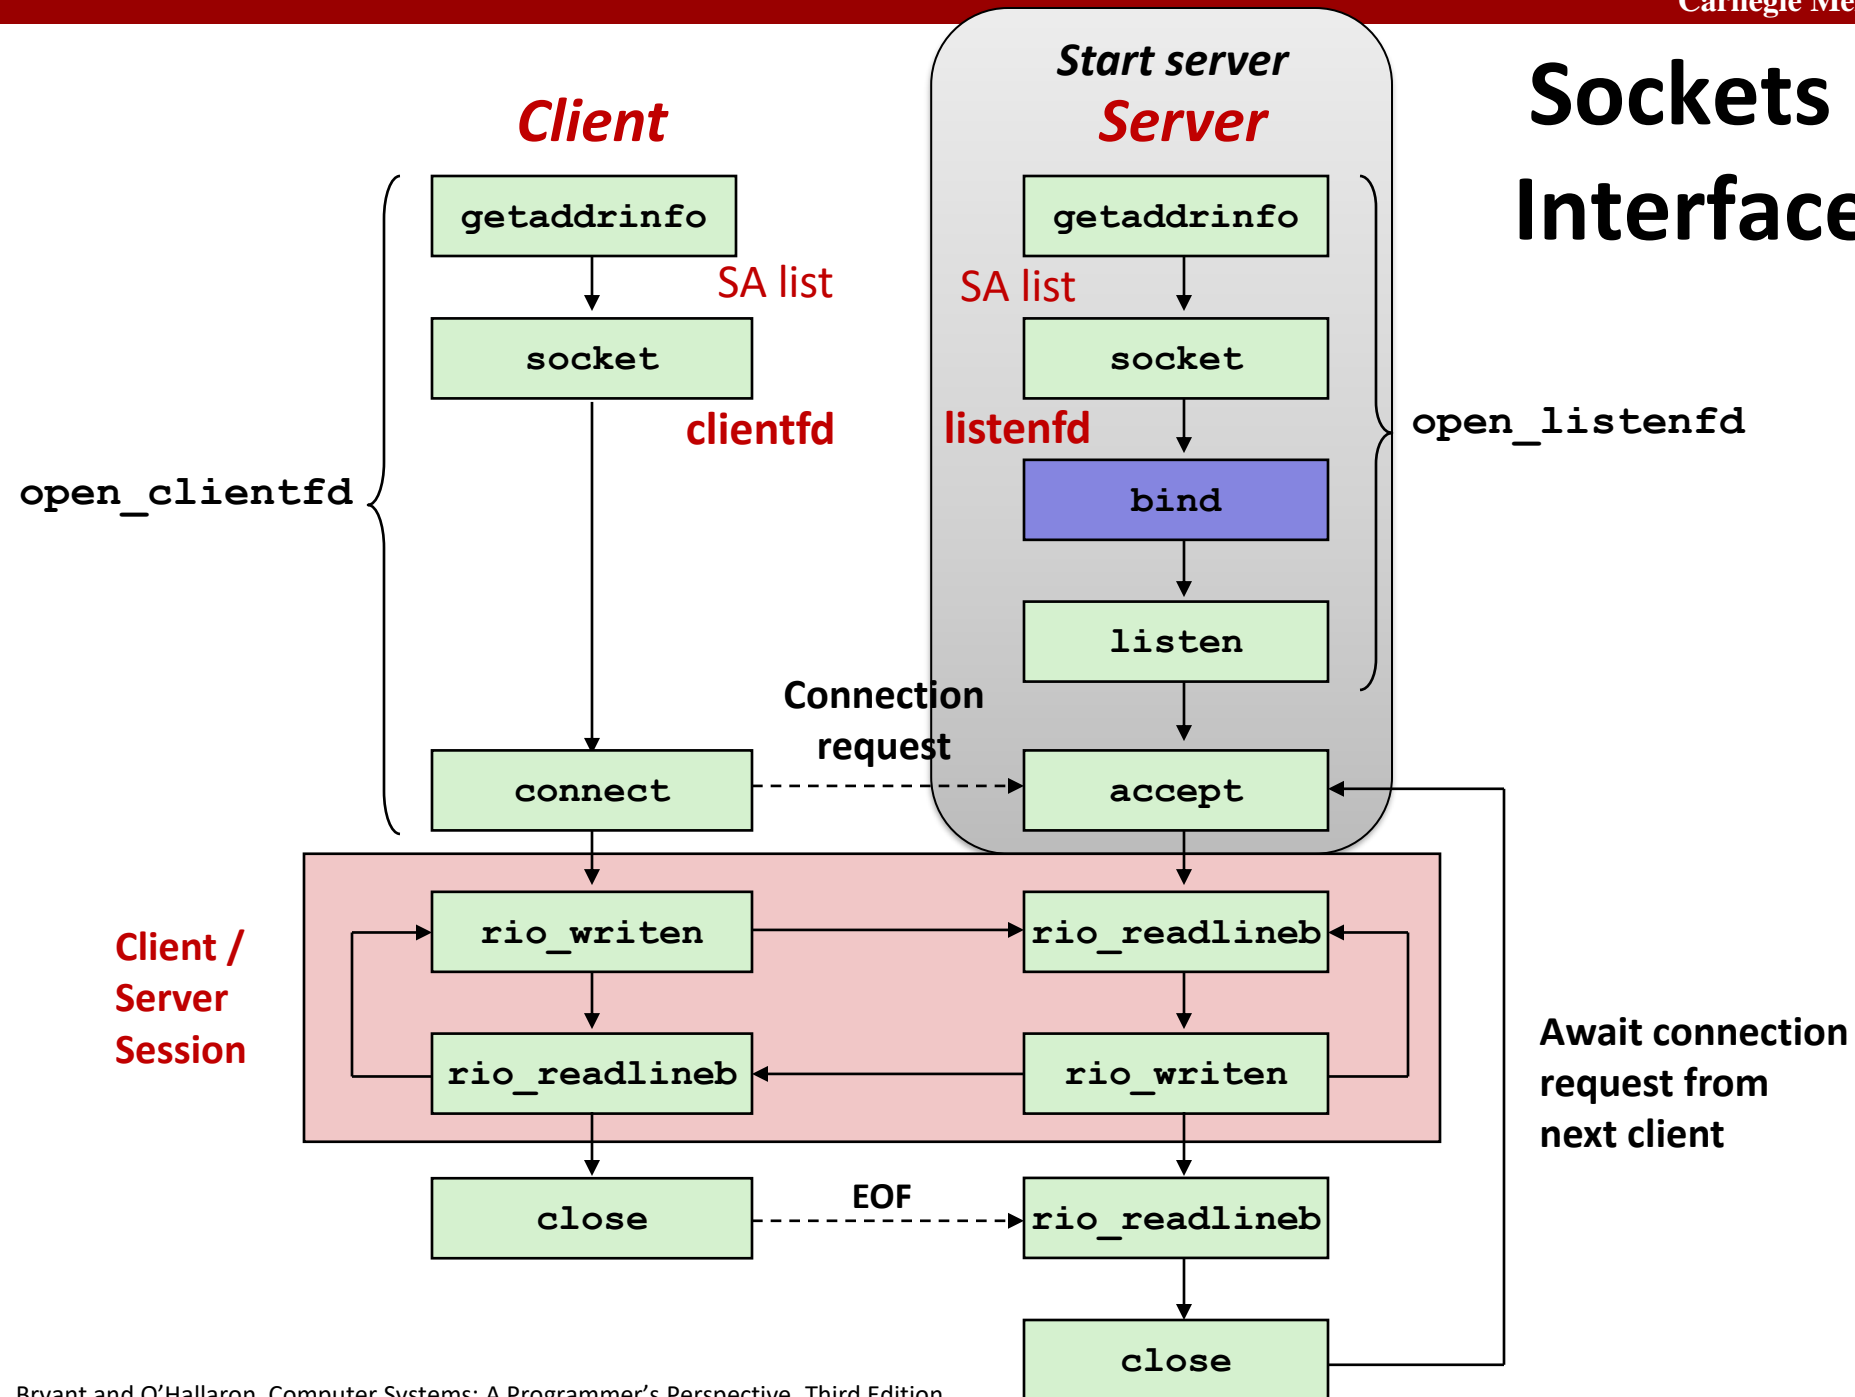 Start server
Client
Server
Sockets
Interface
getaddrinfo
getaddrinfo
SA list
SA list
socket
socket
clientfd
listenfd
open_listenfd
open_clientfd
bind
listen
Connection
request
connect
accept
Client /
Server
Session
rio_writen
rio_readlineb
rio_readlineb
rio_writen
Await connection
request from
next client
close
EOF
rio_readlineb
close
Bryant and O'Hallaron, Computer Systems: A Programmer's Perspective, Third Edition